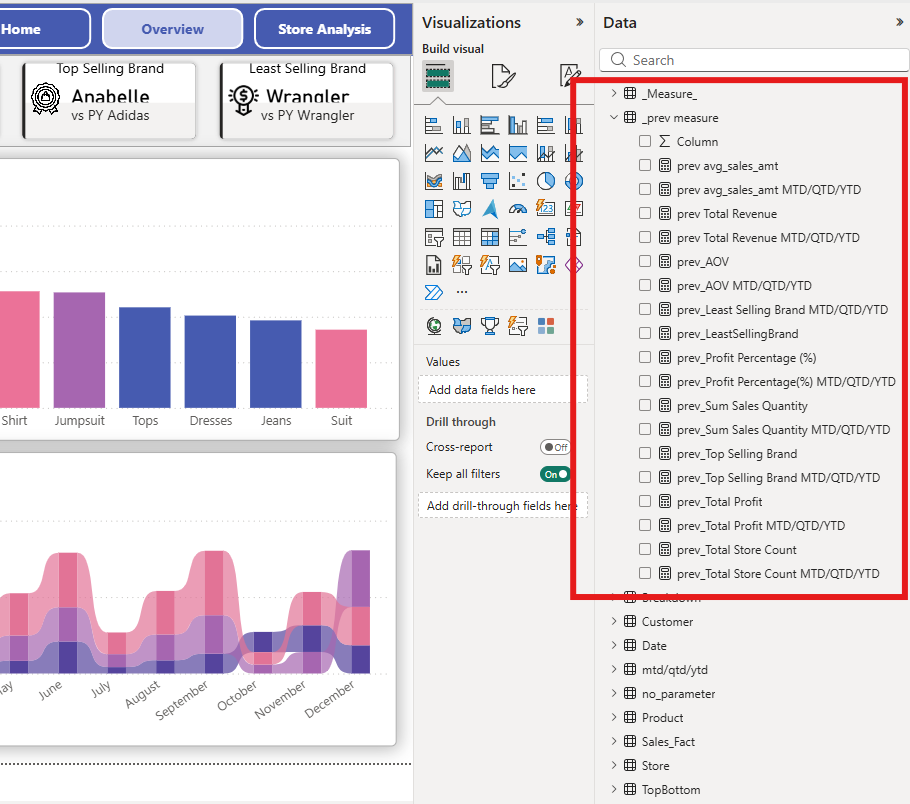 Home
Overview
Store Analysis
Top Selling Brand
Anabelle
vs PY Adidas
Least Selling Brand
Wrangler
vs PY Wrangler
Shirt
Jumpsuit
Tops
Dresses
Jeans
Suit
June
July
August
September
October
November
December
Visualizations
»
Build visual
123
...
Values
Add data fields here
Drill through
Cross-report
Off
Keep all filters
On
Add drill-through fields here
Data
»
Search
_Measure_
_prev measure
Column
prev avg_sales_amt
prev avg_sales_amt MTD/QTD/YTD
prev Total Revenue
prev Total Revenue MTD/QTD/YTD
prev_AOV
prev_AOV MTD/QTD/YTD
prev_Least Selling Brand MTD/QTD/YTD
prev_LeastSellingBrand
prev_Profit Percentage (%)
prev_Profit Percentage(%) MTD/QTD/YTD
prev_Sum Sales Quantity
prev_Sum Sales Quantity MTD/QTD/YTD
prev_Top Selling Brand
prev_Top Selling Brand MTD/QTD/YTD
prev_Total Profit
prev_Total Profit MTD/QTD/YTD
prev_Total Store Count
prev_Total Store Count MTD/QTD/YTD
Breakdown
Customer
Date
mtd/qtd/ytd
no_parameter
Product
Sales_Fact
Store
TopBottom